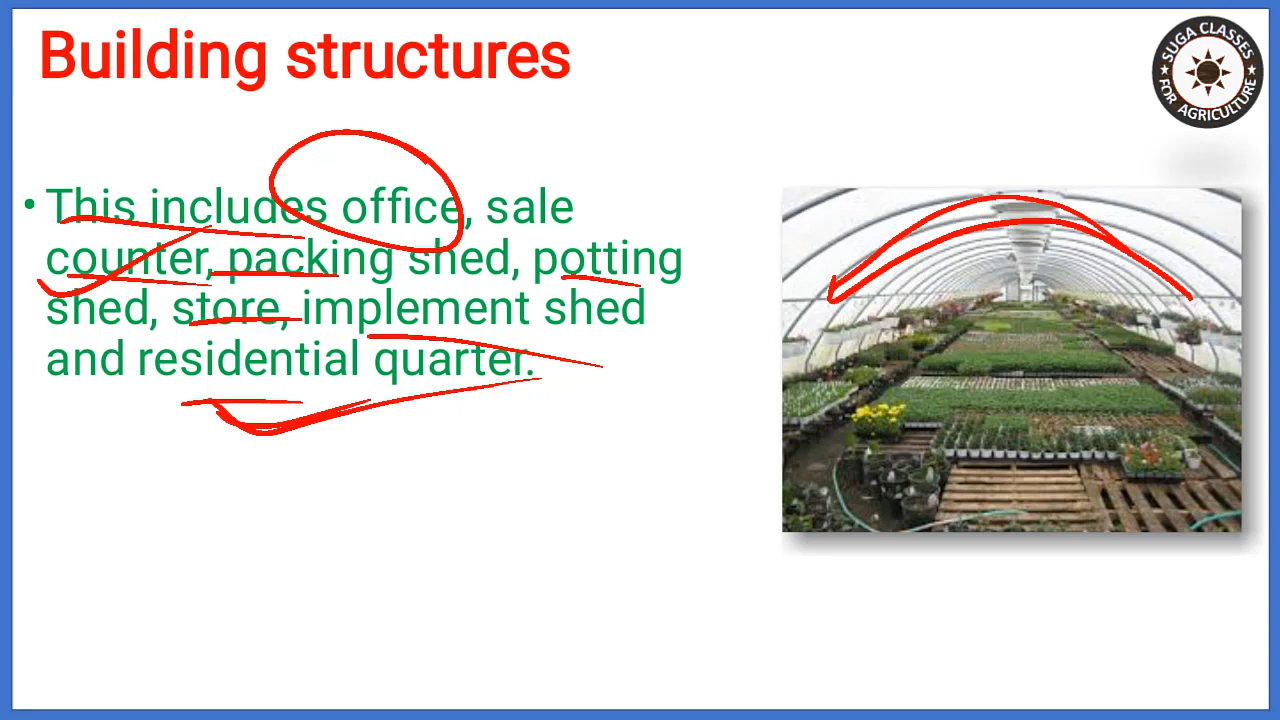 Building structures
SUGA CLASSES
FOR AGRICULTURE
• This includes office, sale
counter, packing shed, potting
shed, store, implement shed
and residential quarter.